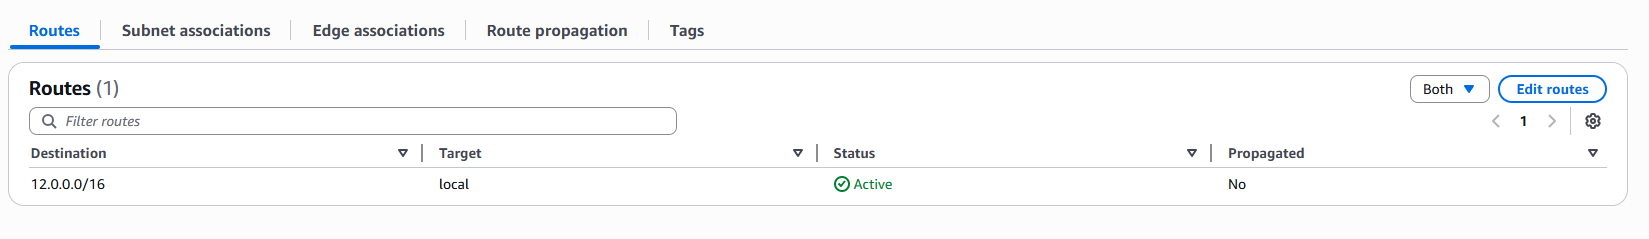 Routes Subnet associations Edge associations Route propagation Tags
Routes (1)
Both Edit routes
Filter routes
1
Destination Target Status Propagated
12.0.0.0/16 local Active No